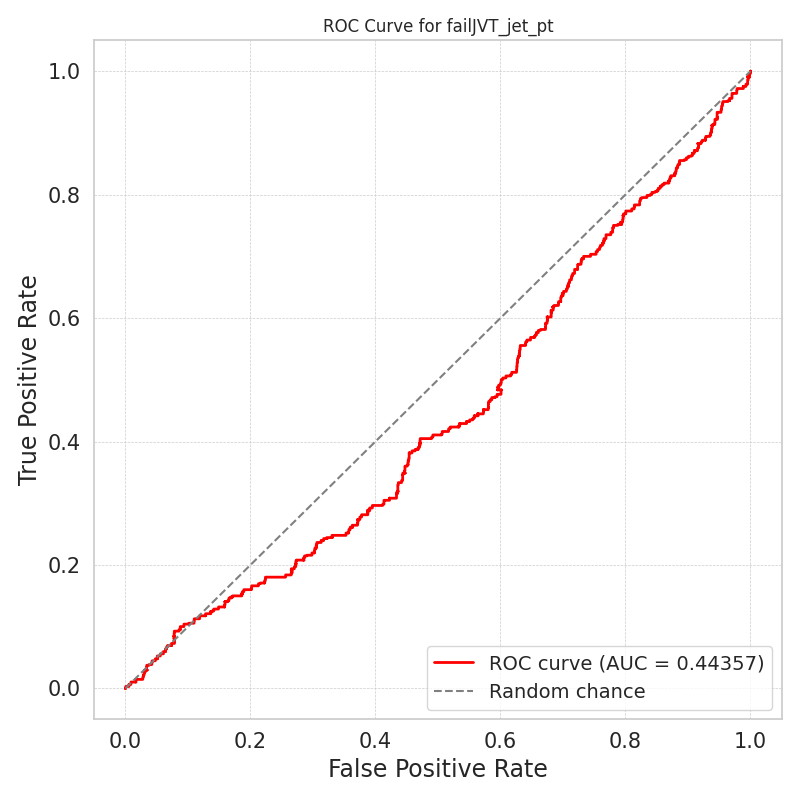 ROC Curve for failJVT_jet_pt
True Positive Rate
1.0
0.8
0.6
0.4
0.2
0.0
ROC curve (AUC = 0.44357)
Random chance
0.0 0.2 0.4 0.6 0.8 1.0
False Positive Rate